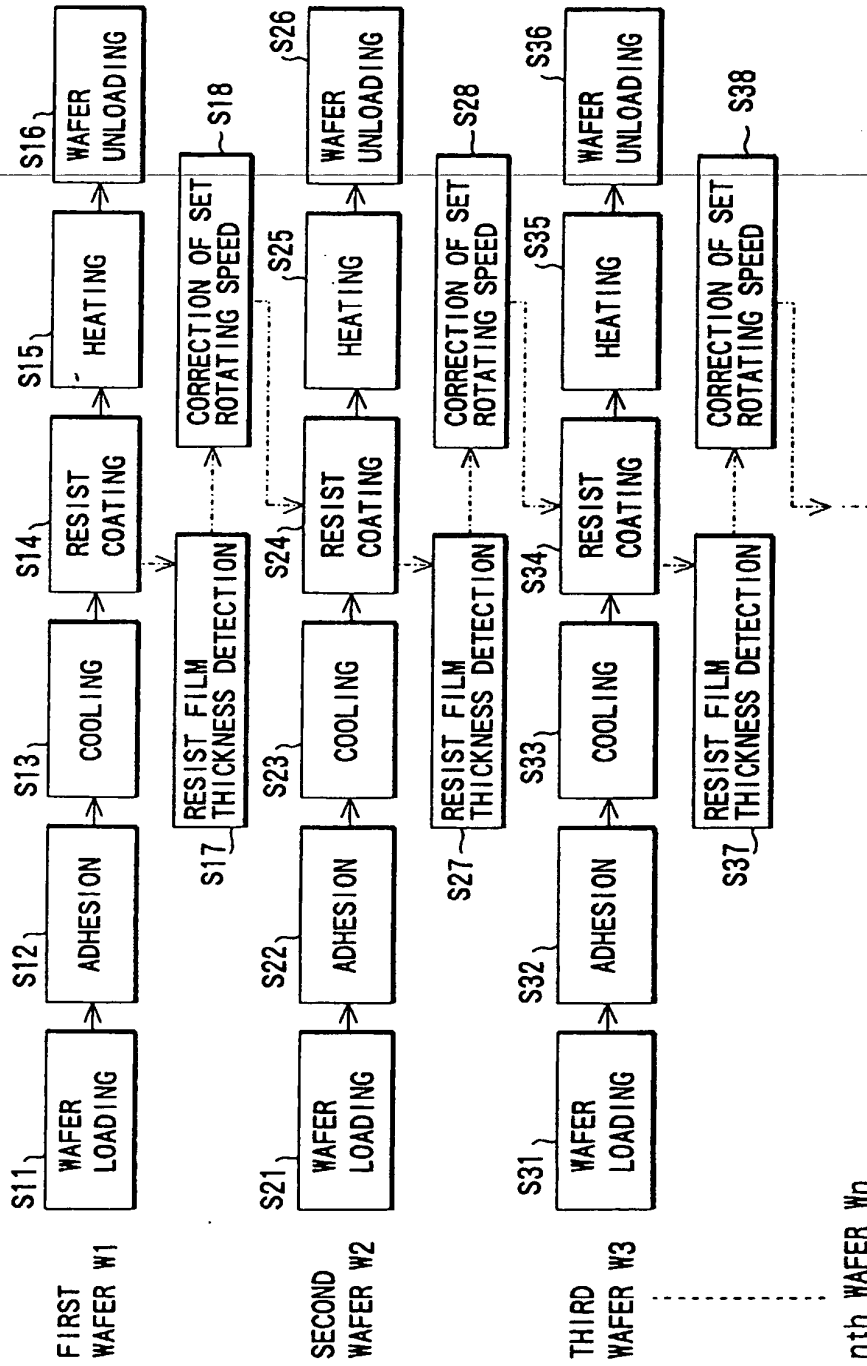 FIRST
WAFER W1
S11
WAFER
LOADING
S12
ADHESION
S13
COOLING
S14
RESIST
COATING
S15
HEATING
S16
WAFER
UNLOADING
S17
RESIST FILM
THICKNESS DETECTION
S18
CORRECTION OF SET
ROTATING SPEED
SECOND
WAFER W2
S21
WAFER
LOADING
S22
ADHESION
S23
COOLING
S24
RESIST
COATING
S25
HEATING
S26
WAFER
UNLOADING
S27
RESIST FILM
THICKNESS DETECTION
S28
CORRECTION OF SET
ROTATING SPEED
THIRD
WAFER W3
S31
WAFER
LOADING
S32
ADHESION
S33
COOLING
S34
RESIST
COATING
S35
HEATING
S36
WAFER
UNLOADING
S37
RESIST FILM
THICKNESS DETECTION
S38
CORRECTION OF SET
ROTATING SPEED
nth WAFER Wn